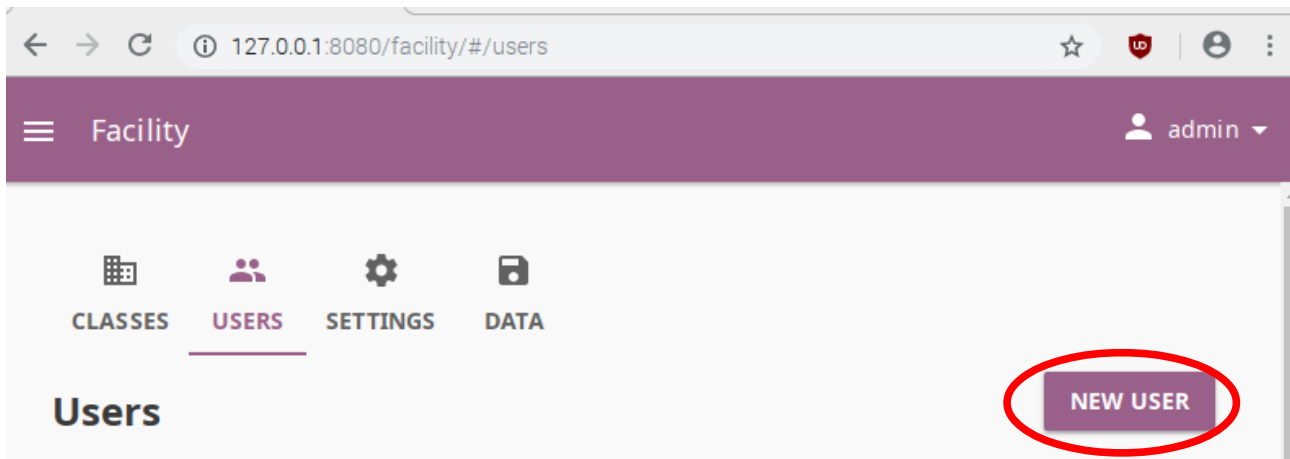 127.0.0.1:8080/facility/#/users
Facility
admin
CLASSES USERS SETTINGS DATA
Users
NEW USER